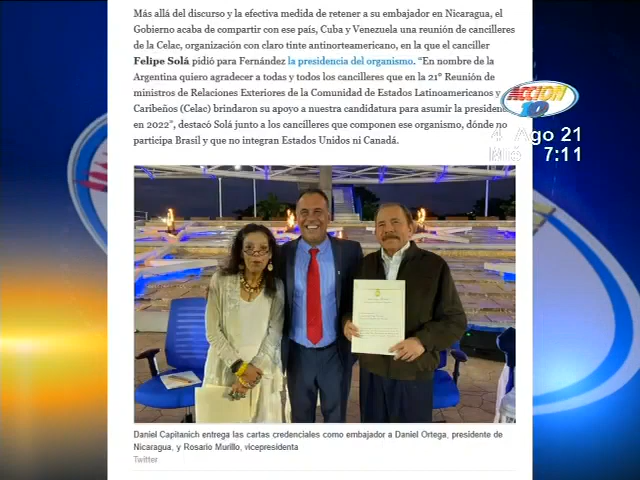 Más allá del discurso y la efectiva medida de retener a su embajador en Nicaragua, el
Gobierno acaba de compartir con ese país, Cuba y Venezuela una reunión de cancilleres
de la Celac, organización con claro tinte antinorteamericano, en la que el canciller
Felipe Solá pidió para Fernández la presidencia del organismo. “En nombre de la
Argentina quiero agradecer a todas y todos los cancilleres que en la 21° Reunión de
ministros de Relaciones Exteriores de la Comunidad de Estados Latinoamericanos y
Caribeños (Celac) brindaron su apoyo a nuestra candidatura para asumir la
en 2022”, destacó Solá junto a los cancilleres que componen ese organismo, dónde no
participa Brasil y que no integran Estados Unidos ni Canadá.
ACCION
10
4 Ago 21
Mié 7:11
Daniel Capitanich entrega las cartas credenciales como embajador a Daniel Ortega, presidente de
Nicaragua, y Rosario Murillo, vicepresidenta
Twitter